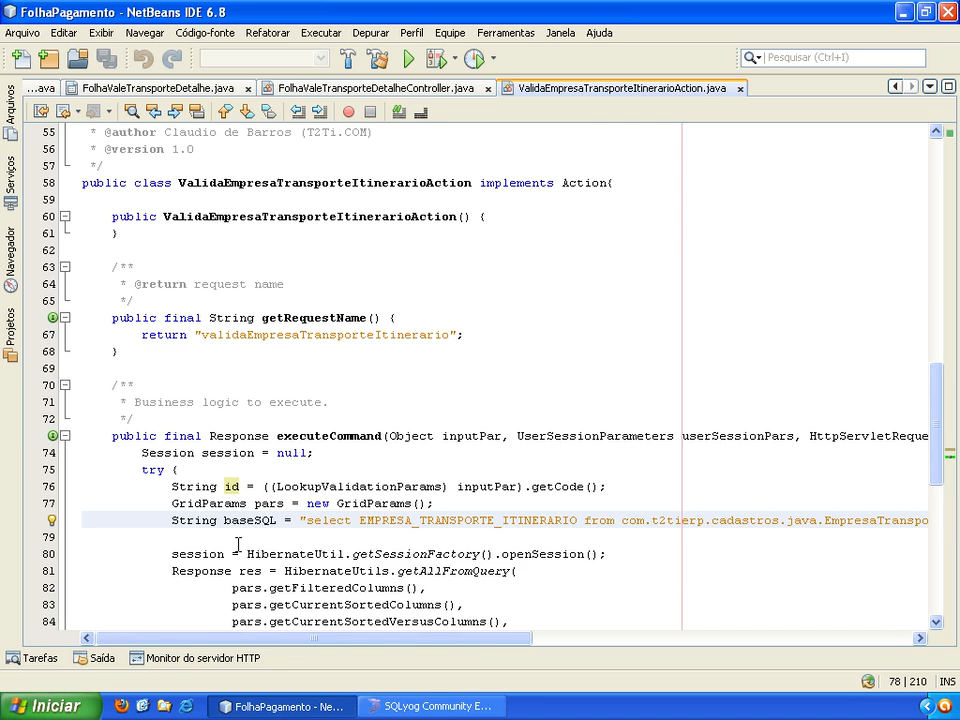 FolhaPagamento - NetBeans IDE 6.8
Arquivo Editar Exibir Navegar Código-fonte Refatorar Executar Depurar Perfil Equipe Ferramentas Janela Ajuda
Pesquisar (Ctrl+I)
...ava FolhaValeTransporteDetalhe.java FolhaValeTransporteDetalheController.java ValidaEmpresaTransporteItinerarioAction.java
Arquivos
Serviços
Navegador
Projetos
55 * @author Claudio de Barros (T2Ti.COM)
56 * @version 1.0
57 */
58 public class ValidaEmpresaTransporteItinerarioAction implements Action{
59
60 public ValidaEmpresaTransporteItinerarioAction() {
61 }
62
63 /**
64 * @return request name
65 */
public final String getRequestName() {
67 return "validaEmpresaTransporteItinerario";
68 }
69
70 /**
71 * Business logic to execute.
72 */
public final Response executeCommand(Object inputPar, UserSessionParameters userSessionPars, HttpServletReque
74 Session session = null;
75 try {
76 String id = ((LookupValidationParams) inputPar).getCode();
77 GridParams pars = new GridParams();
String baseSQL = "select EMPRESA_TRANSPORTE_ITINERARIO from com.t2tierp.cadastros.java.EmpresaTranspo
79
80 session = HibernateUtil.getSessionFactory().openSession();
81 Response res = HibernateUtils.getAllFromQuery(
82 pars.getFilteredColumns(),
83 pars.getCurrentSortedColumns(),
84 pars.getCurrentSortedVersusColumns(),
Tarefas Saída Monitor do servidor HTTP
78 | 210 INS
Iniciar FolhaPagamento - Ne... SQLyog Community E...